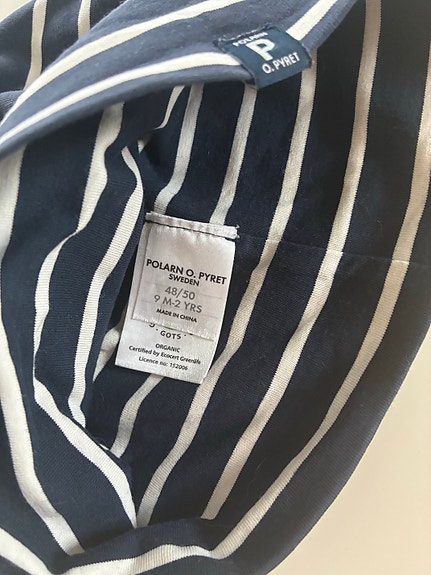 POLARN
P
O. PYRET
POLARN O. PYRET
SWEDEN
48/50
9 M-2 YRS
MADE IN CHINA
GOTS
ORGANIC
Certified by Ecocert Greenlife
Licence no: 152006